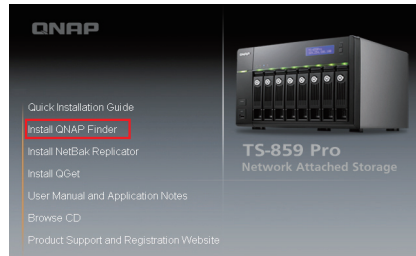 QNAP
Quick Installation Guide
Install QNAP Finder
Install NetBak Replicator
Install QGet
User Manual and Application Notes
Browse CD
Product Support and Registration Website
TS-859 Pro
Network Attached Storage